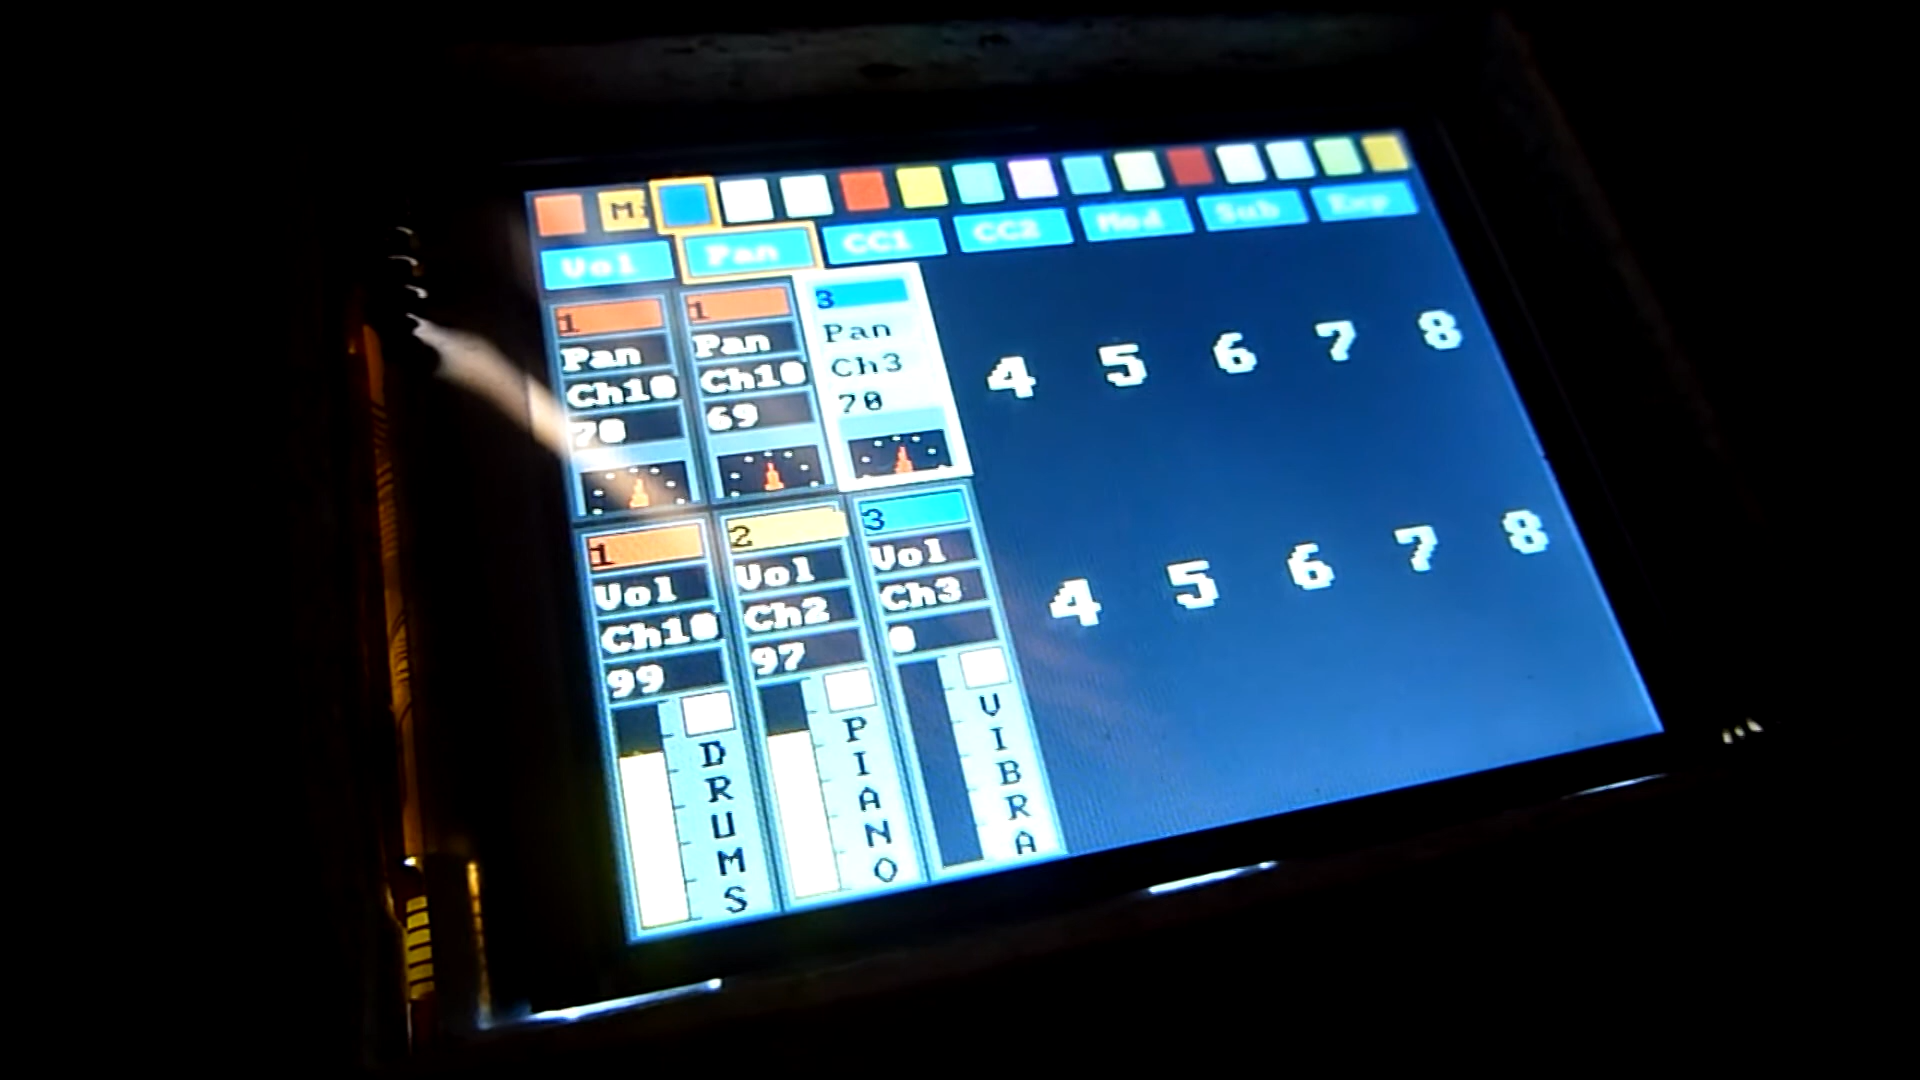 M
Vol Pan CC1 CC2 Mod Sub Exp
1 1 3
Pan Pan Pan
Ch10 Ch10 Ch3
70 69 70
4 5 6 7 8
1 2 3
Vol Vol Vol
Ch10 Ch2 Ch3
99 97 0
4 5 6 7 8
DRUMS
PIANO
VIBRA